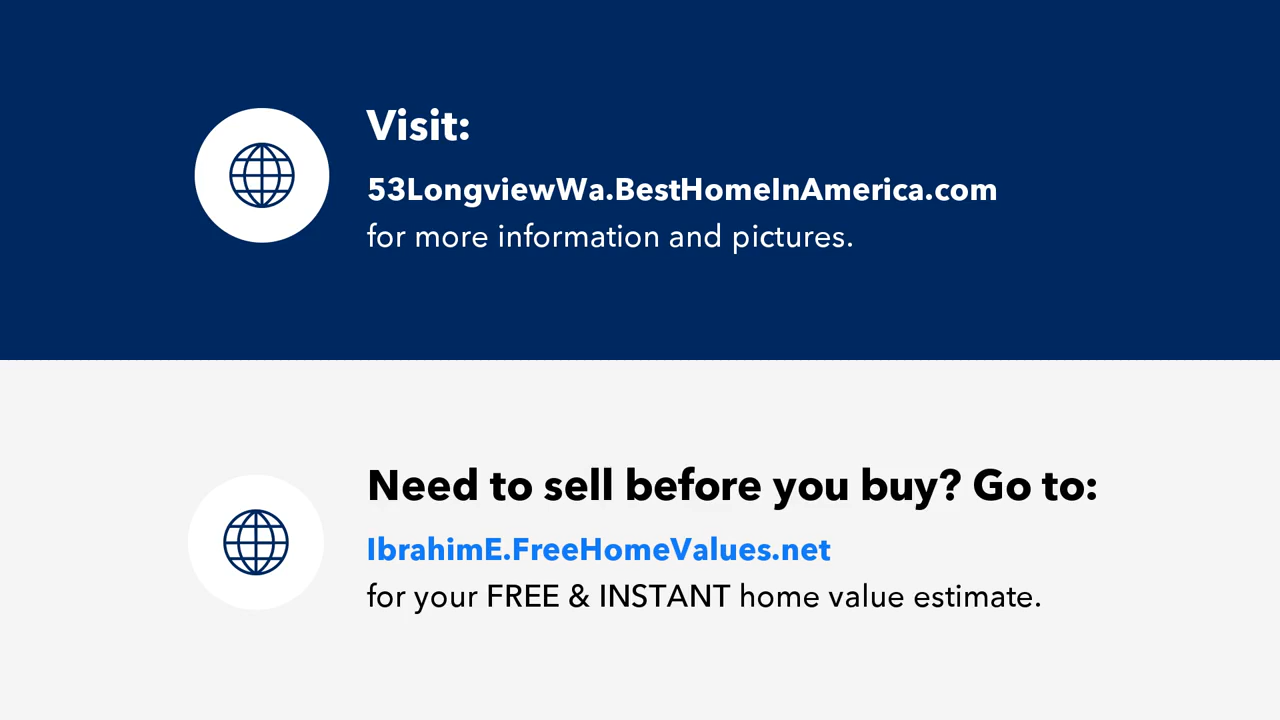 Visit:
53LongviewWa.BestHomeInAmerica.com
for more information and pictures.
Need to sell before you buy? Go to:
IbrahimE.FreeHomeValues.net
for your FREE & INSTANT home value estimate.